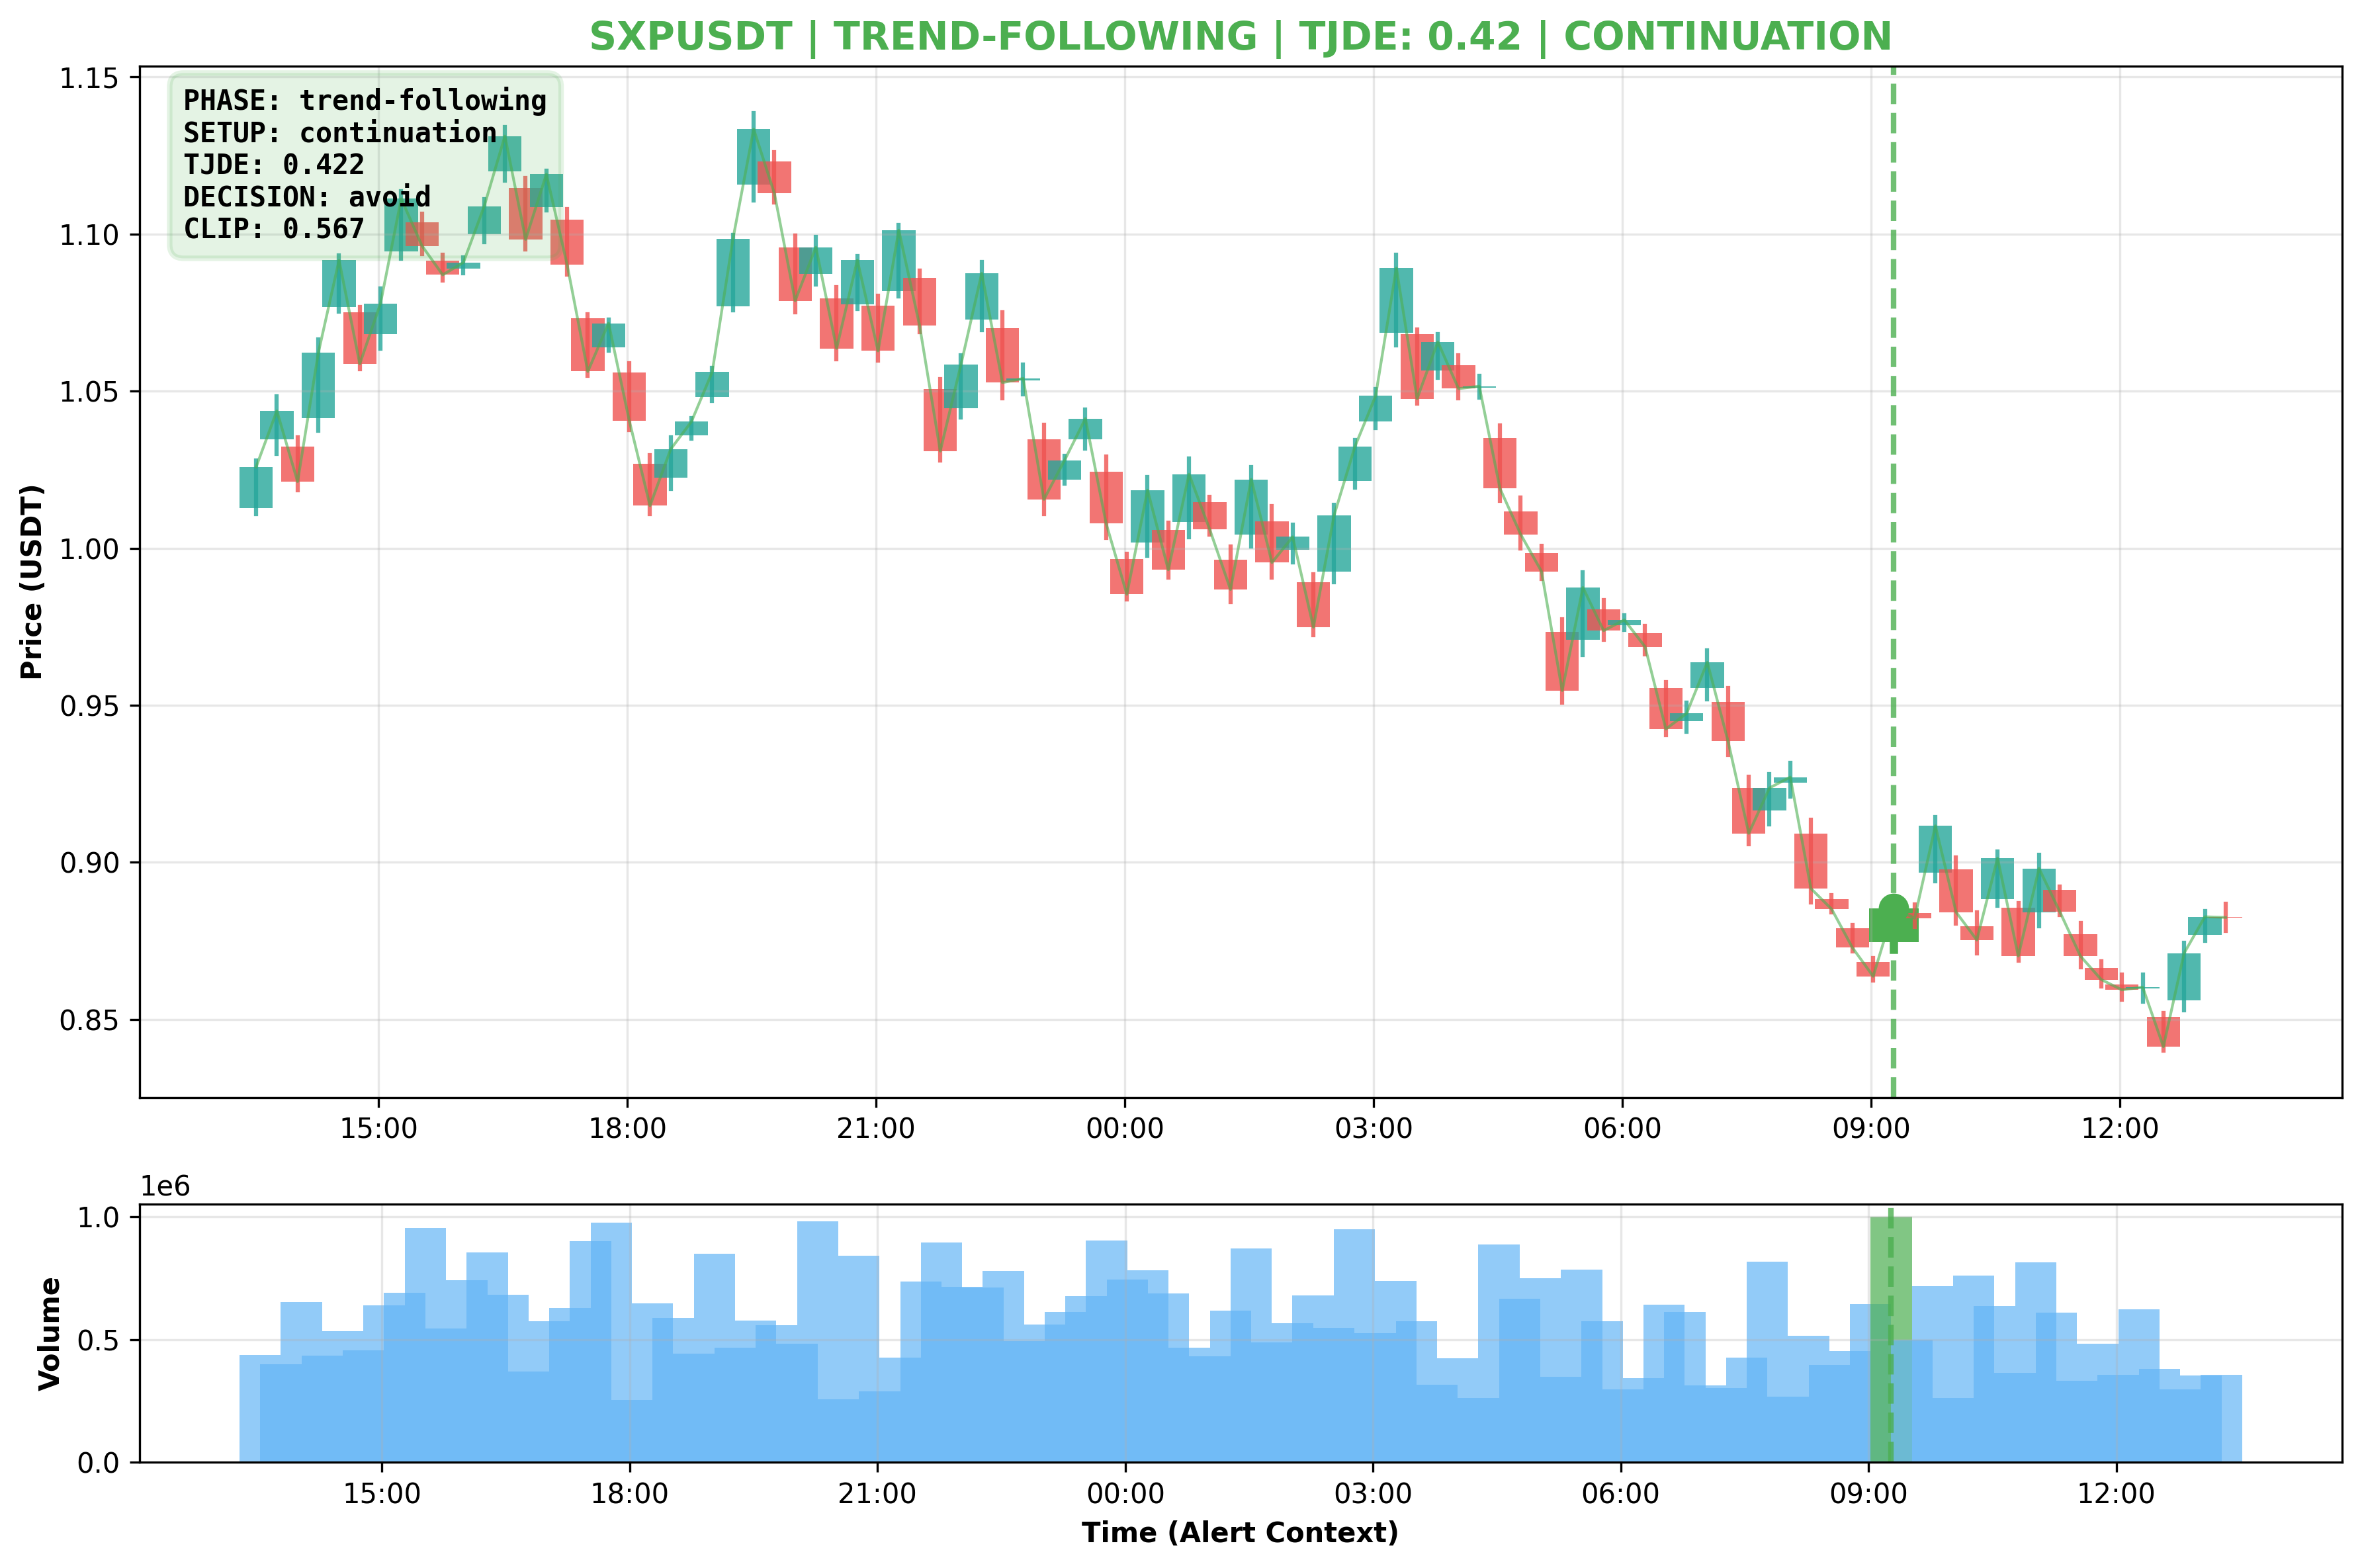 SXPUSDT | TREND-FOLLOWING | TJDE: 0.42 | CONTINUATION
PHASE: trend-following
SETUP: continuation
TJDE: 0.422
DECISION: avoid
CLIP: 0.567
Price (USDT)
1.15
1.10
1.05
1.00
0.95
0.90
0.85
15:00 18:00 21:00 00:00 03:00 06:00 09:00 12:00
1e6
Volume
1.0
0.5
0.0
15:00 18:00 21:00 00:00 03:00 06:00 09:00 12:00
Time (Alert Context)